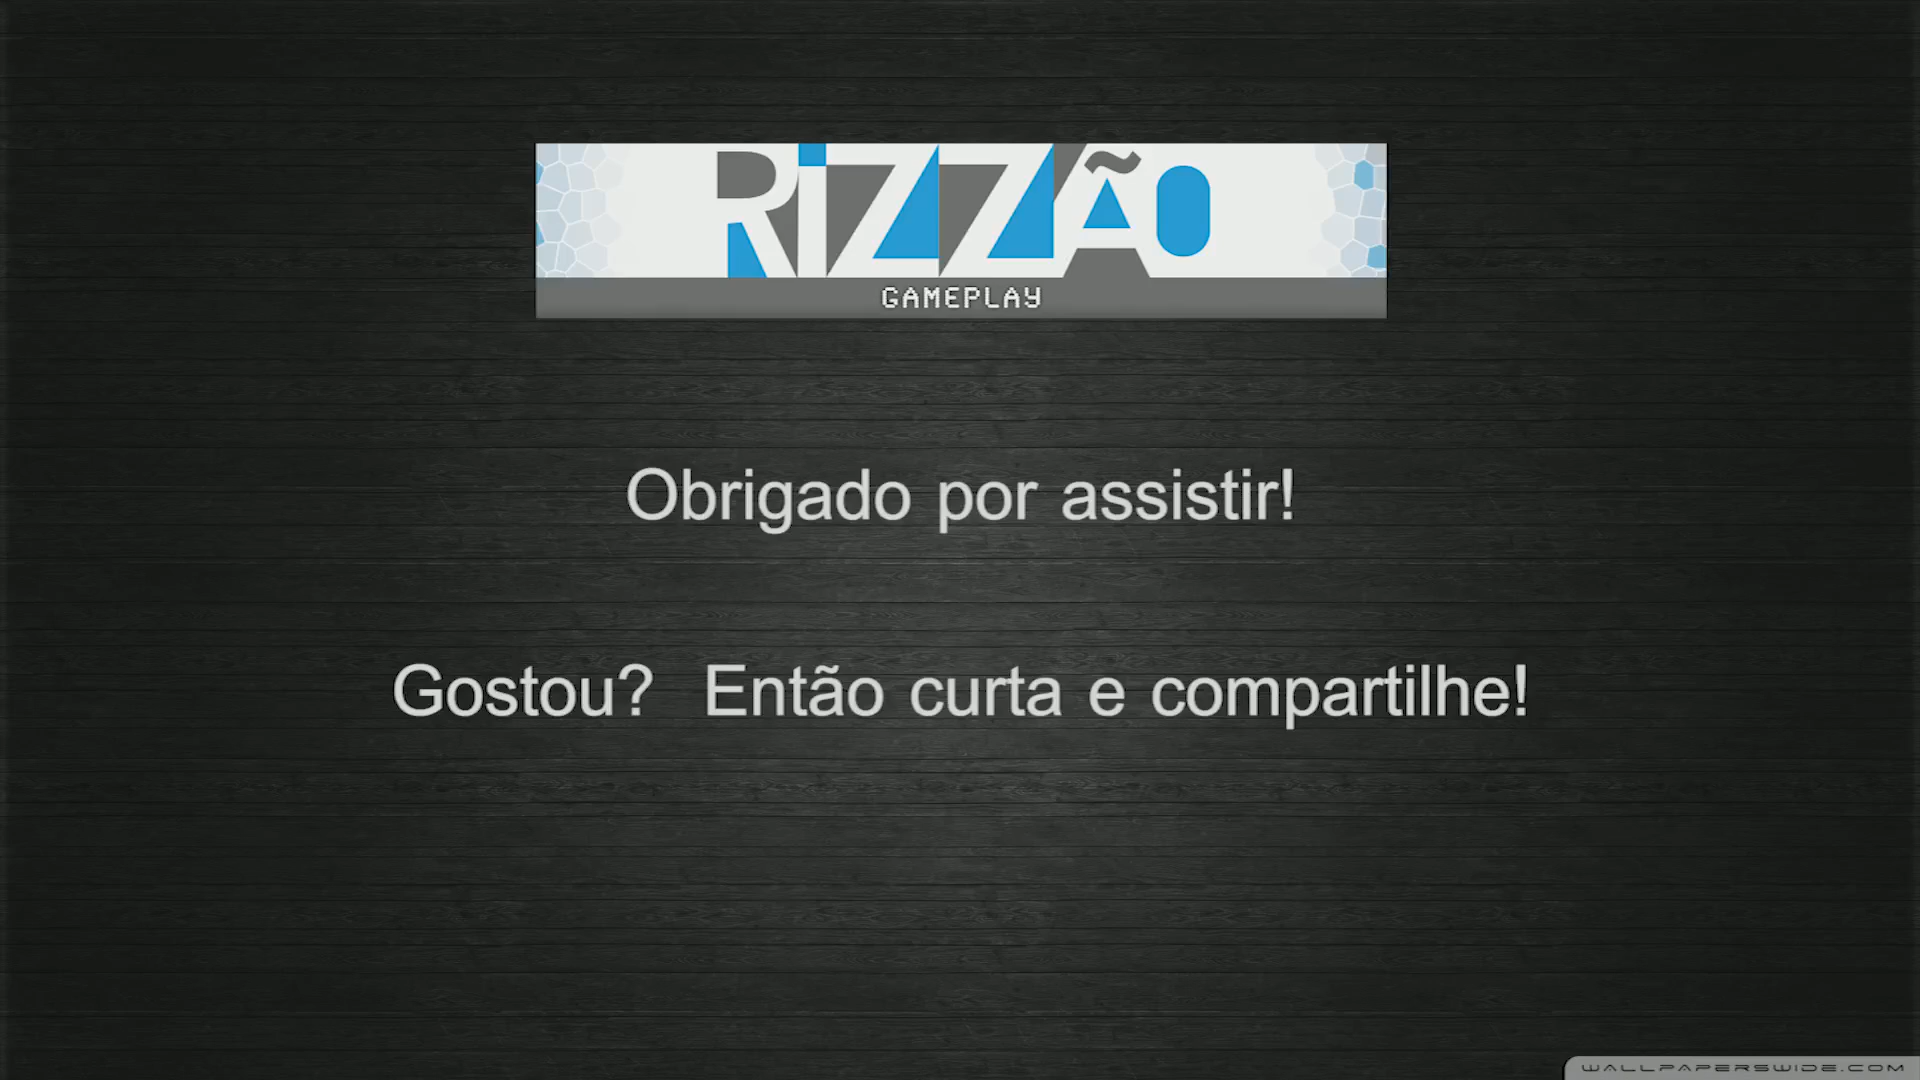 RiZZÃO
GAMEPLAY
Obrigado por assistir!
Gostou? Então curta e compartilhe!
WALLPAPERSWIDE.COM